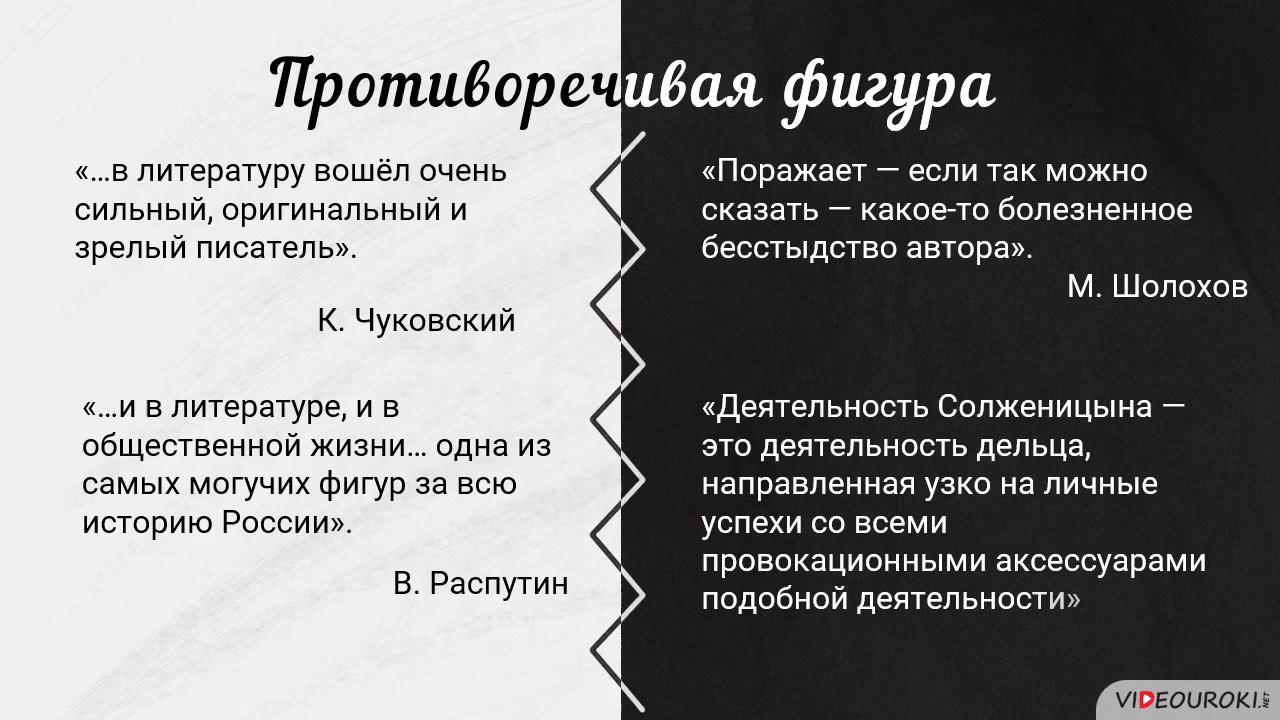 Противоречивая фигура
«…в литературу вошёл очень
сильный, оригинальный и
зрелый писатель».
К. Чуковский
«…и в литературе, и в
общественной жизни… одна из
самых могучих фигур за всю
историю России».
В. Распутин
«Поражает — если так можно
сказать — какое-то болезненное
бесстыдство автора».
М. Шолохов
«Деятельность Солженицына —
это деятельность дельца,
направленная узко на личные
успехи со всеми
провокационными аксессуарами
подобной деятельности»
VIDEOUROKI.NET